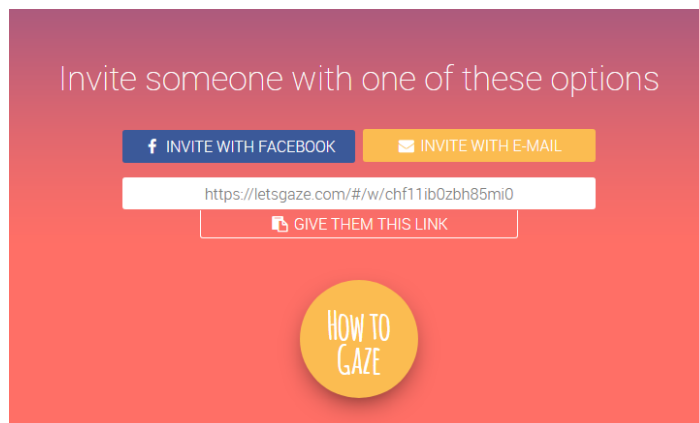 Invite someone with one of these options
INVITE WITH FACEBOOK
INVITE WITH E-MAIL
https://letsgaze.com/#/w/chf11ib0zbh85mi0
GIVE THEM THIS LINK
HOW TO
GAZE